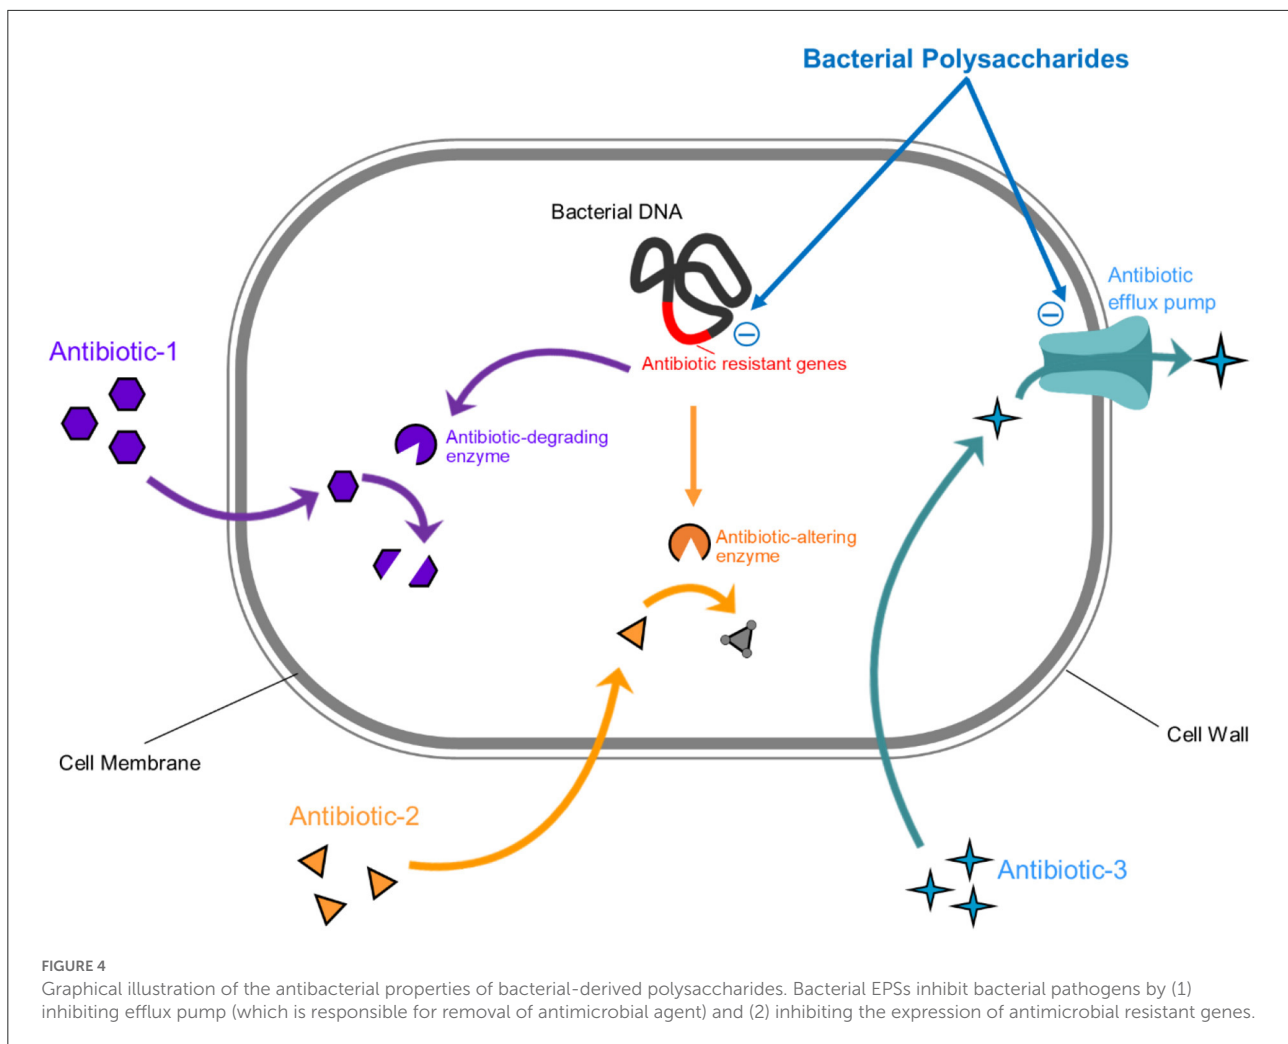 Bacterial Polysaccharides
Bacterial DNA
Antibiotic
efflux pump
Antibiotic-1
Antibiotic resistant genes
Antibiotic-degrading
enzyme
Antibiotic-altering
enzyme
Cell Membrane
Cell Wall
Antibiotic-2
Antibiotic-3
FIGURE 4
Graphical illustration of the antibacterial properties of bacterial-derived polysaccharides. Bacterial EPSs inhibit bacterial pathogens by (1)
inhibiting efflux pump (which is responsible for removal of antimicrobial agent) and (2) inhibiting the expression of antimicrobial resistant genes.